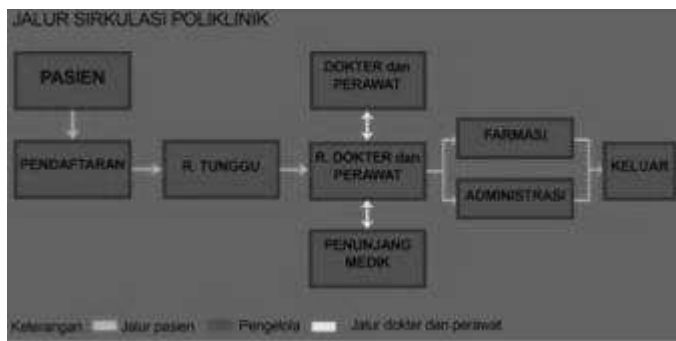 JALUR SIRKULASI POLIKLINIK
PASIEN
DOKTER dan
PERAWAT
PENDAFTARAN
R. TUNGGU
R. DOKTER dan
PERAWAT
FARMASI
ADMINISTRASI
KELUAR
PENUNJANG
MEDIK
Keterangan Jalur pasien Pengelola Jalur dokter dan perawat